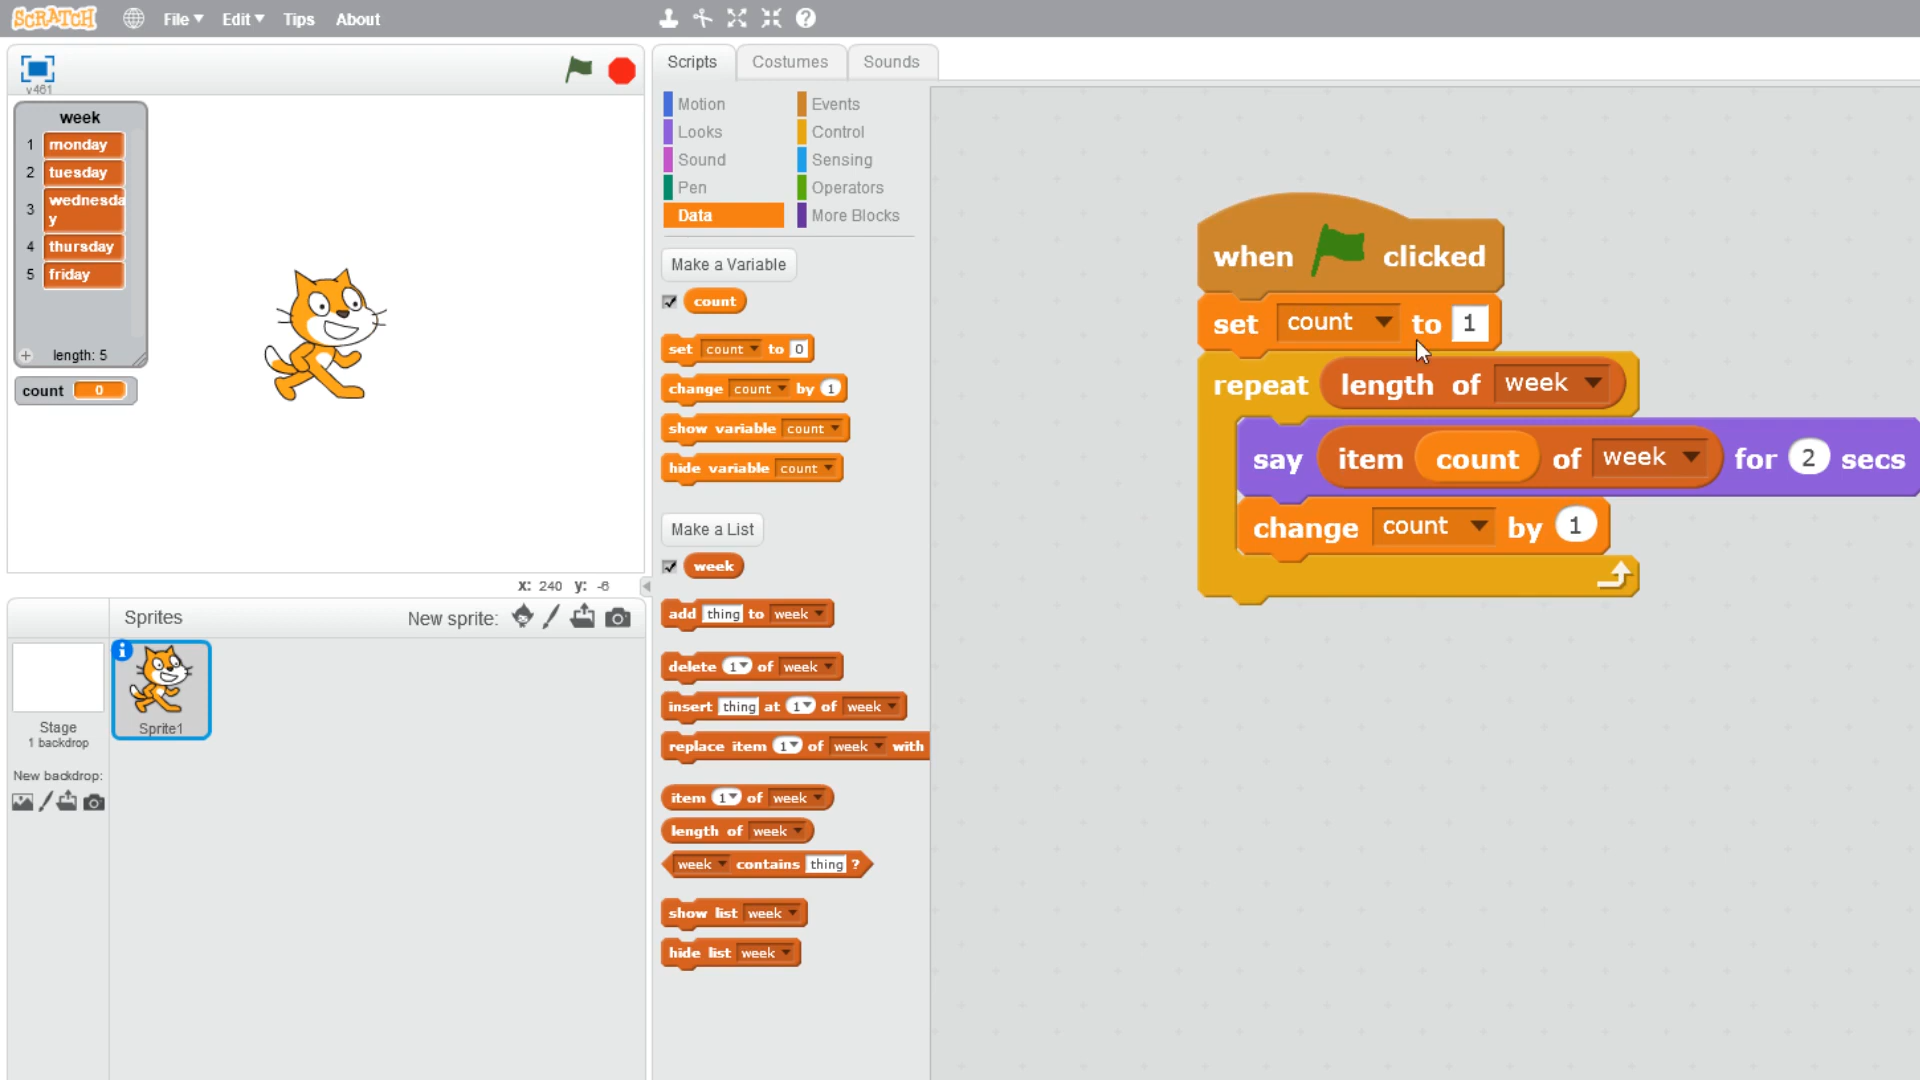 SCRATCH File Edit Tips About
v461
week
1 monday
2 tuesday
3 wednesda
y
4 thursday
5 friday
+ length: 5
count 0
x: 240 y: -6
Sprites New sprite:
Sprite1
Stage
1 backdrop
New backdrop:
Scripts Costumes Sounds
Motion Events
Looks Control
Sound Sensing
Pen Operators
Data More Blocks
Make a Variable
count
set count to 0
change count by 1
show variable count
hide variable count
Make a List
week
add thing to week
delete 1 of week
insert thing at 1 of week
replace item 1 of week with
item 1 of week
length of week
week contains thing ?
show list week
hide list week
when clicked
set count to 1
repeat length of week
say item count of week for 2 secs
change count by 1